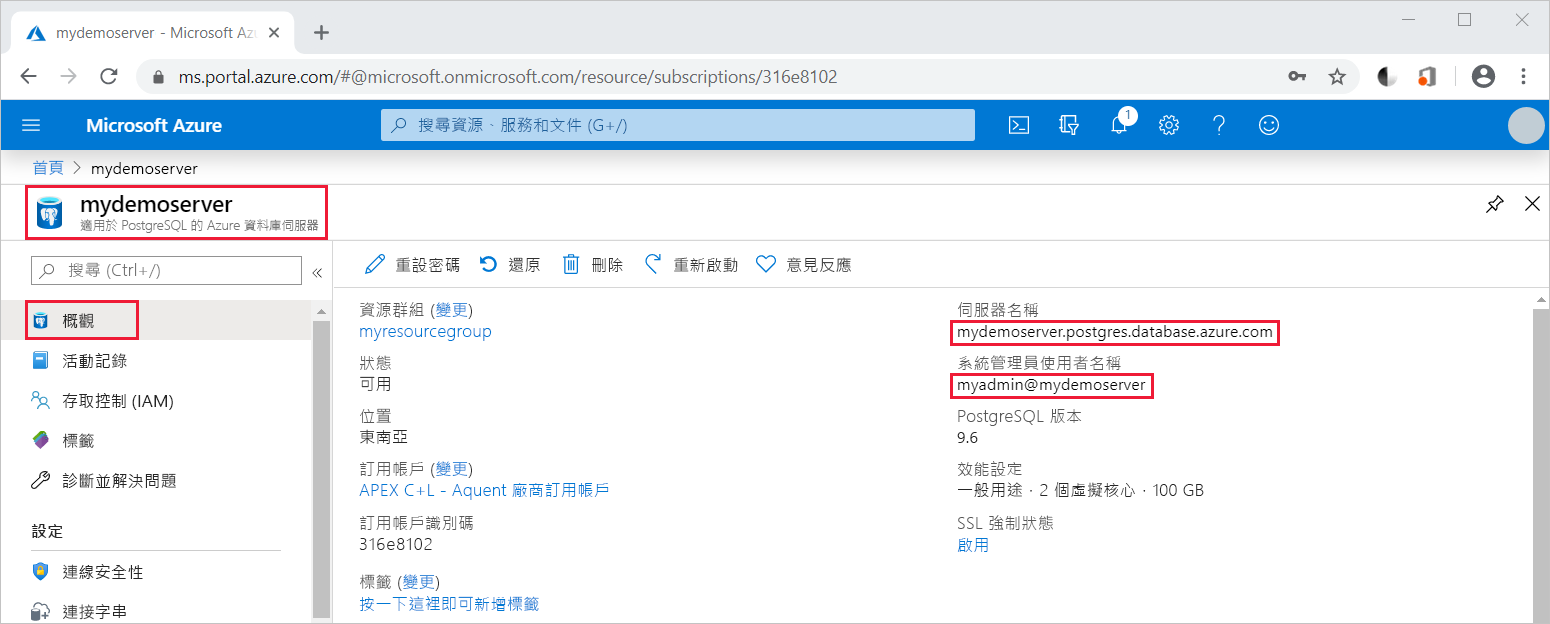 mydemoserver - Microsoft Az
ms.portal.azure.com/#@microsoft.onmicrosoft.com/resource/subscriptions/316e8102
Microsoft Azure
搜尋資源、服務和文件 (G+/)
1
首頁 > mydemoserver
mydemoserver
適用於 PostgreSQL 的 Azure 資料庫伺服器
搜尋 (Ctrl+/)
概觀
活動記錄
存取控制 (IAM)
標籤
診斷並解決問題
設定
連線安全性
連接字串
重設密碼
還原
刪除
重新啟動
意見反應
資源群組 (變更)
myresourcegroup
狀態
可用
位置
東南亞
訂用帳戶 (變更)
APEX C+L - Aquent 廠商訂用帳戶
訂用帳戶識別碼
316e8102
標籤 (變更)
按一下這裡即可新增標籤
伺服器名稱
mydemoserver.postgres.database.azure.com
系統管理員使用者名稱
myadmin@mydemoserver
PostgreSQL 版本
9.6
效能設定
一般用途 · 2 個虛擬核心 · 100 GB
SSL 強制狀態
啟用